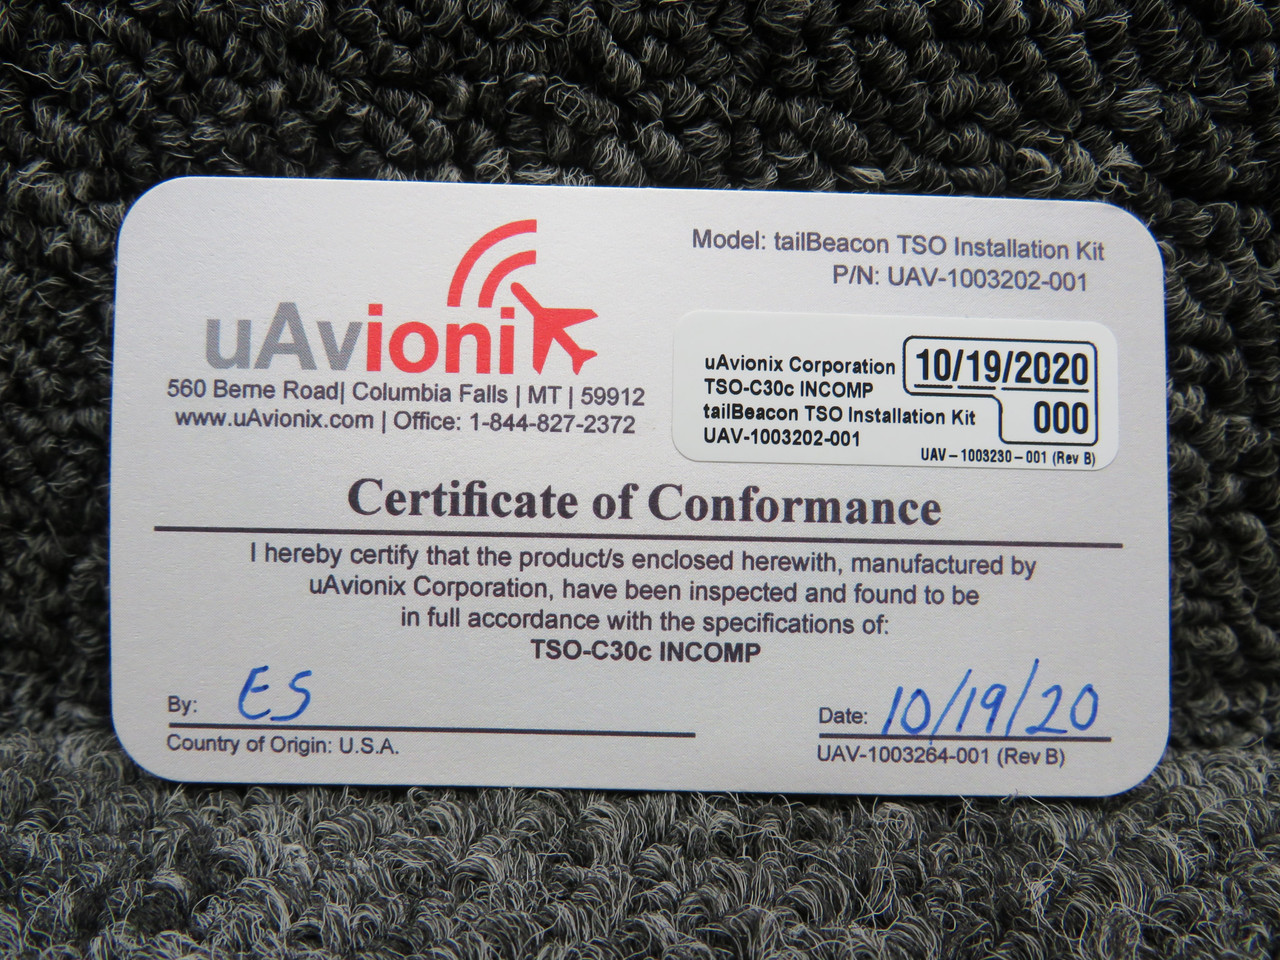 uAvionix
560 Berne Road| Columbia Falls | MT | 59912
www.uAvionix.com | Office: 1-844-827-2372
Model: tailBeacon TSO Installation Kit
P/N: UAV-1003202-001
uAvionix Corporation
TSO-C30c INCOMP
tailBeacon TSO Installation Kit
UAV-1003202-001
10/19/2020
000
UAV-1003230-001 (Rev B)
Certificate of Conformance
I hereby certify that the product/s enclosed herewith, manufactured by
uAvionix Corporation, have been inspected and found to be
in full accordance with the specifications of:
TSO-C30c INCOMP
By: ES
Country of Origin: U.S.A.
Date: 10/19/20
UAV-1003264-001 (Rev B)